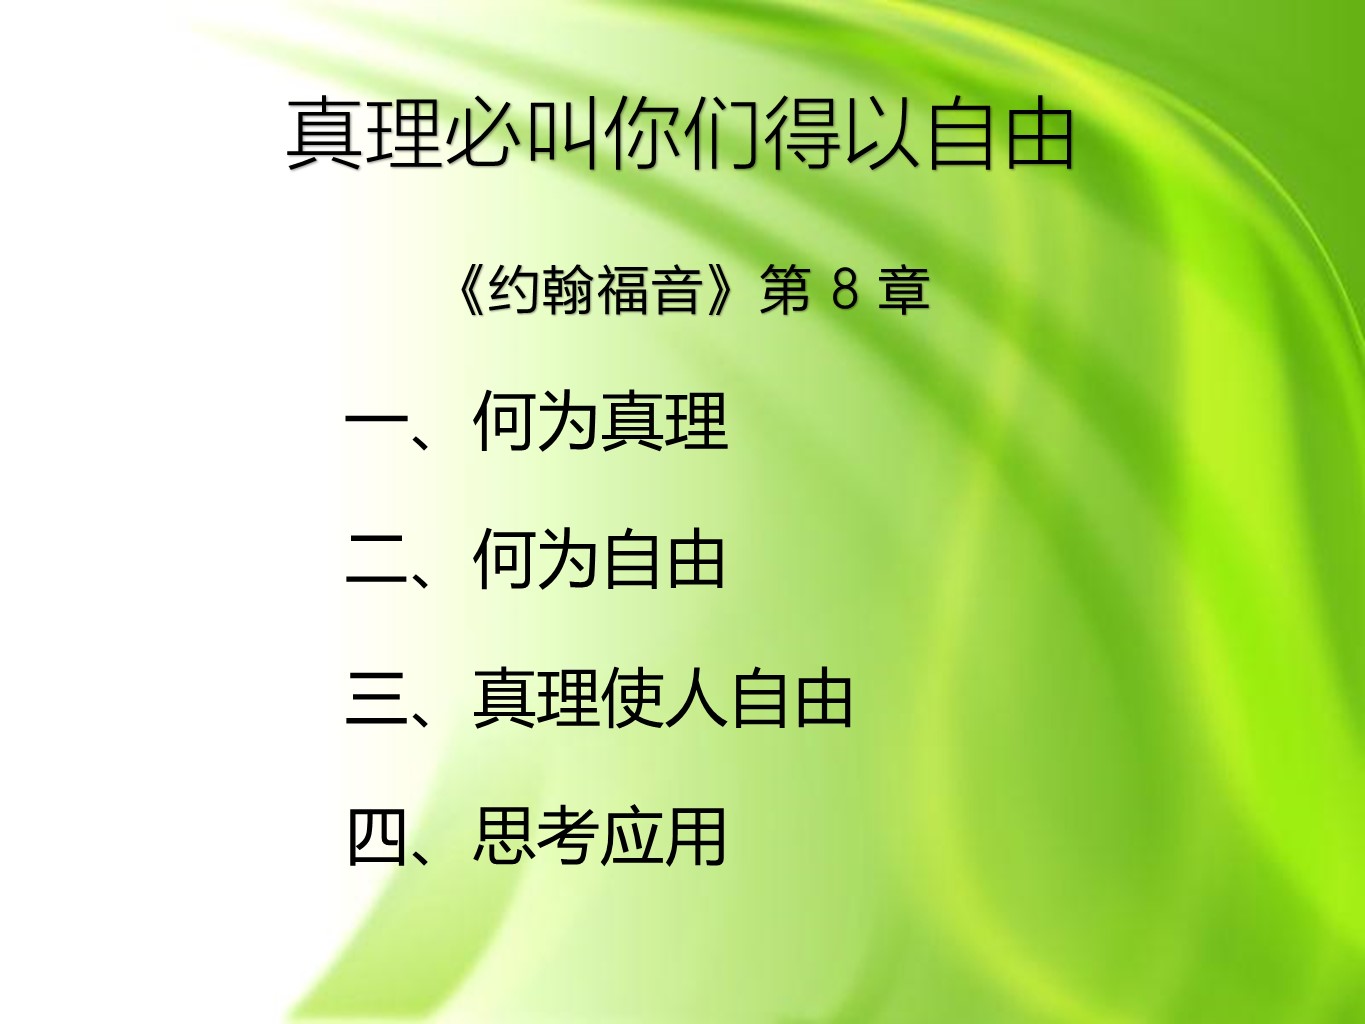 真理必叫你们得以自由
《约翰福音》第 8 章
一、何为真理
二、何为自由
三、真理使人自由
四、思考应用